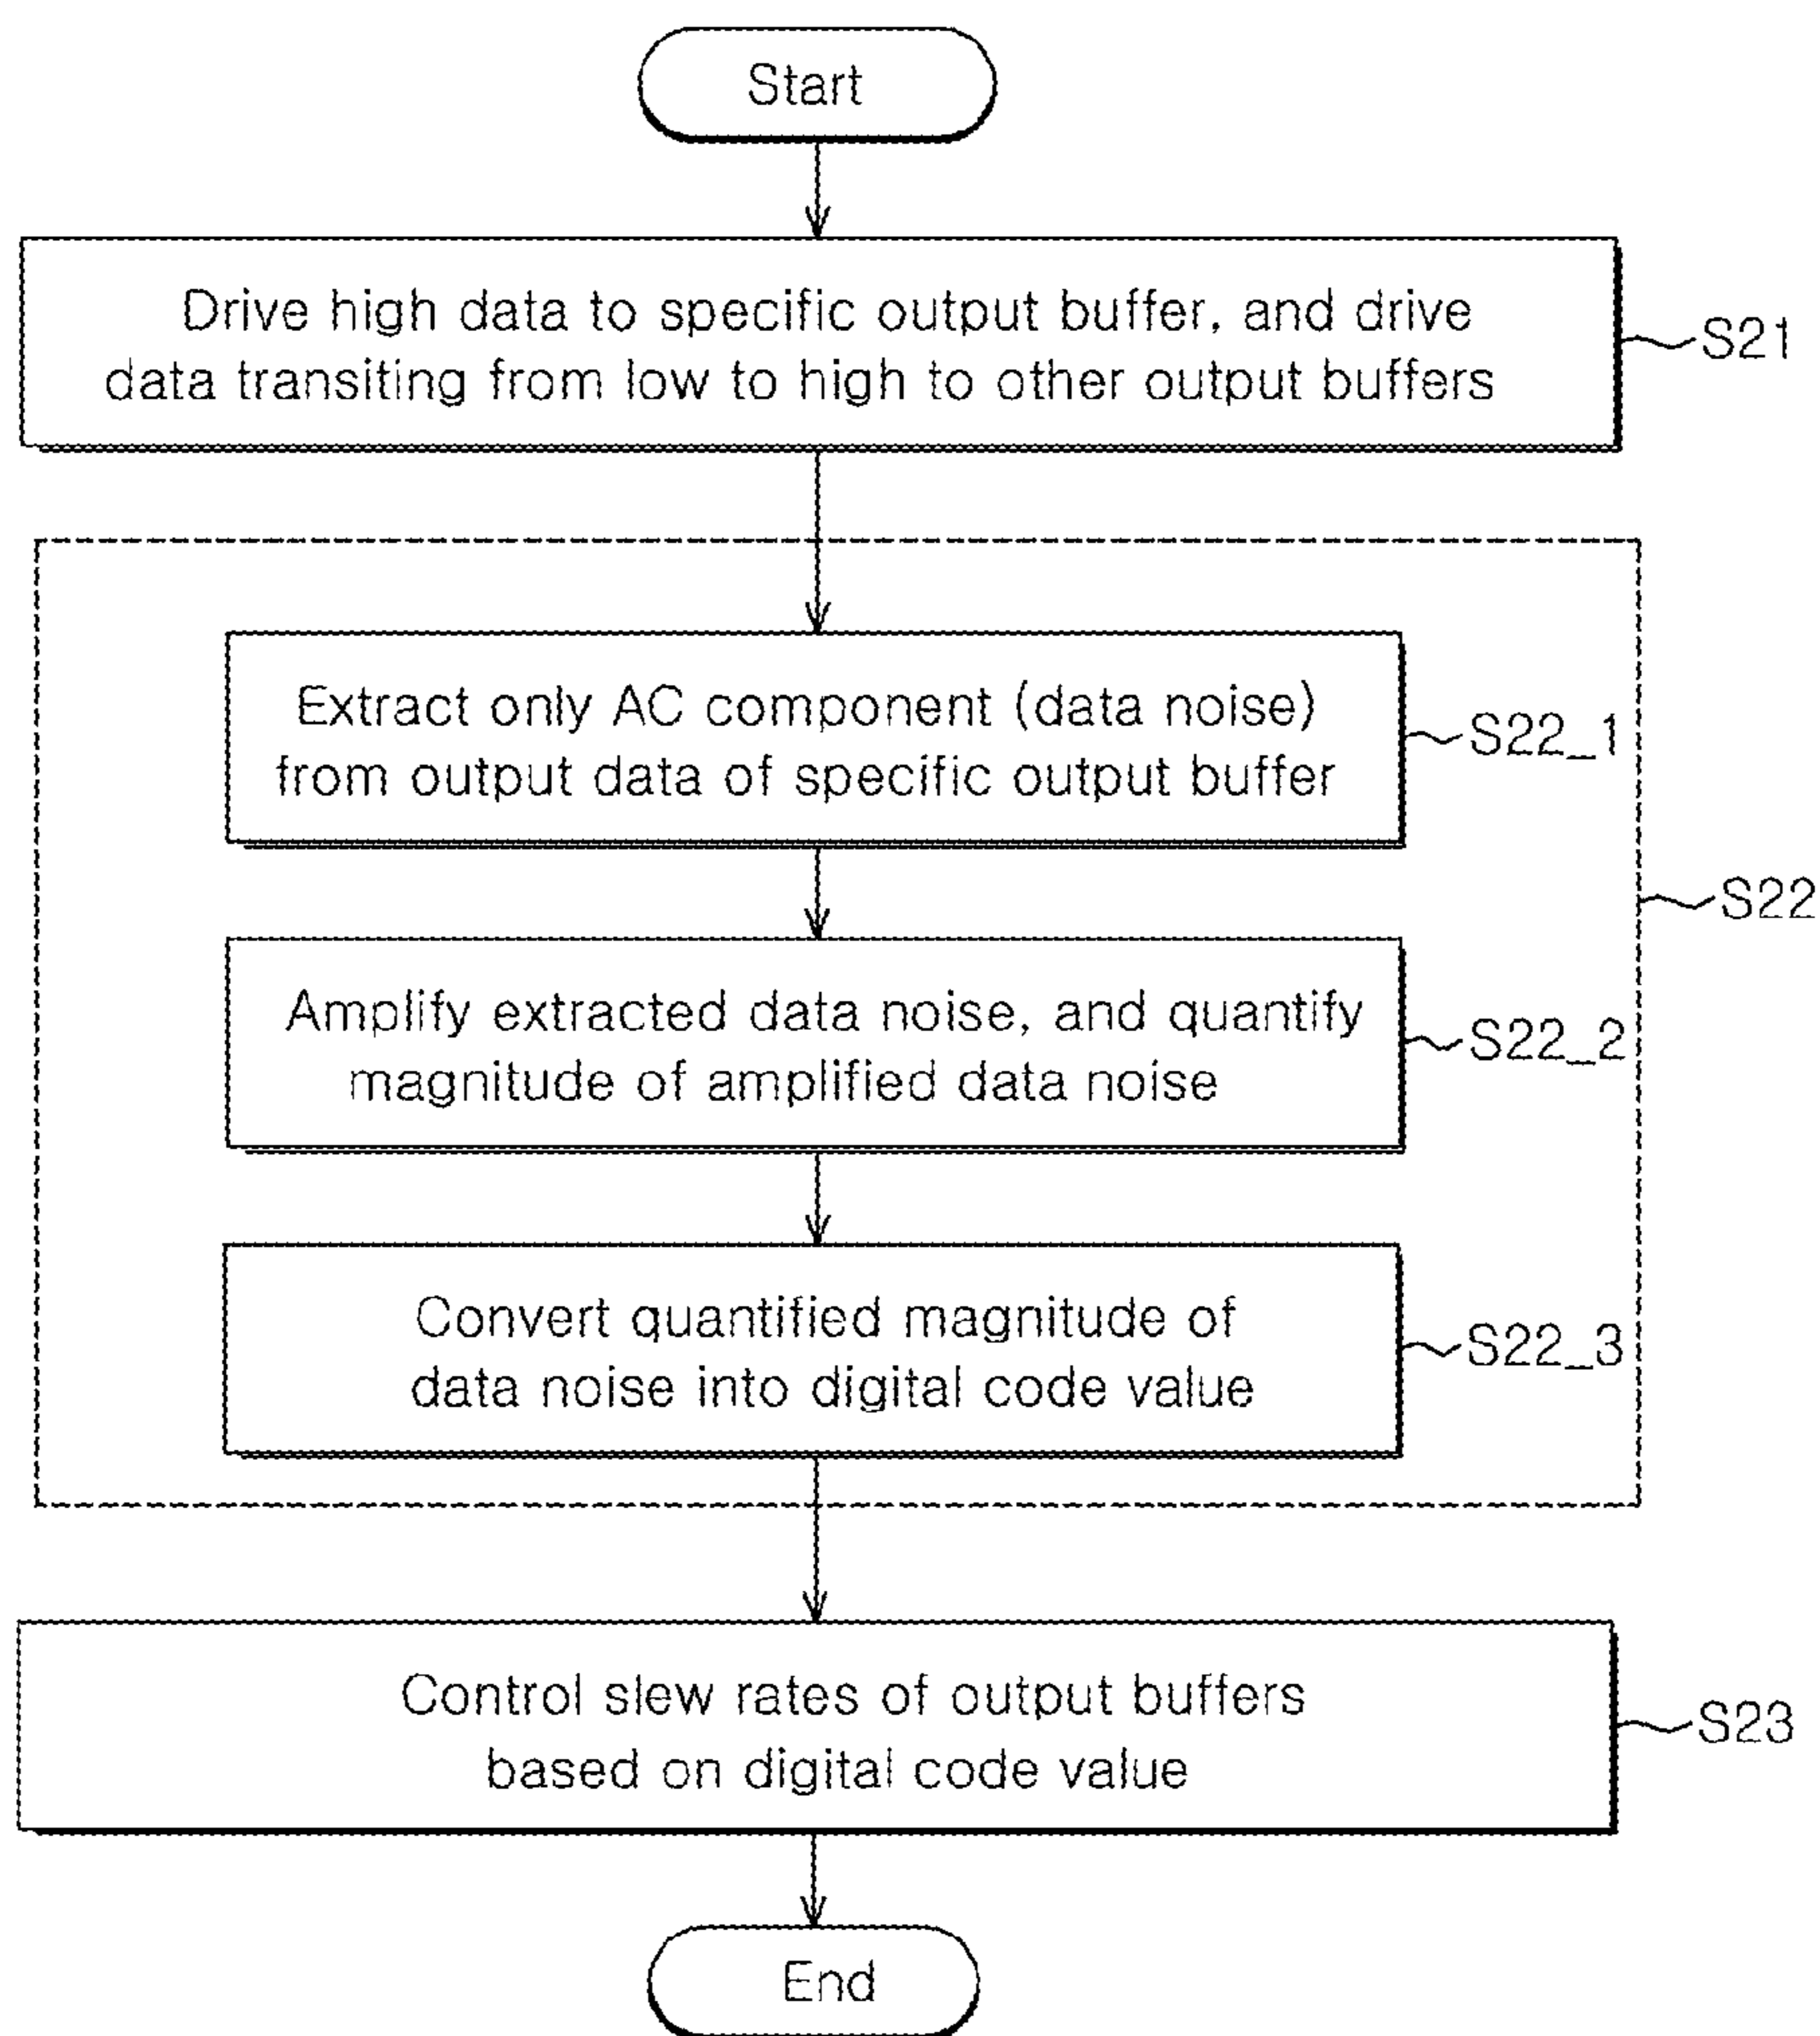 Start
Drive high data to specific output buffer, and drive
data transiting from low to high to other output buffers
S21
Extract only AC component (data noise)
from output data of specific output buffer
S22_1
S22
Amplify extracted data noise, and quantify
magnitude of amplified data noise
S22_2
Convert quantified magnitude of
data noise into digital code value
S22_3
Control slew rates of output buffers
based on digital code value
S23
End